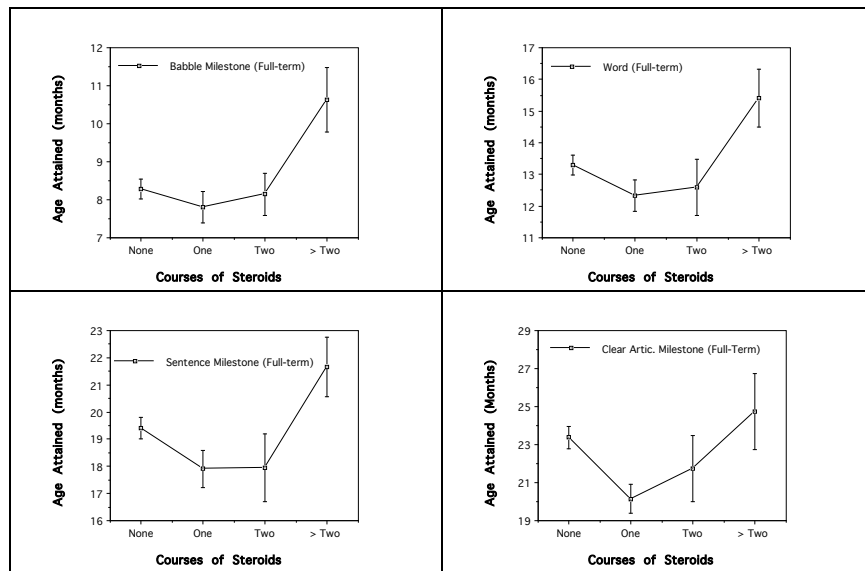 12
11
10
9
8
7
Age Attained (months)
Babble Milestone (Full-term)
None One Two > Two
Courses of Steroids
17
16
15
14
13
12
11
Age Attained (months)
Word (Full-term)
None One Two > Two
Courses of Steroids
23
22
21
20
19
18
17
16
Age Attained (months)
Sentence Milestone (Full-term)
None One Two > Two
Courses of Steroids
29
27
25
23
21
19
Age Attained (Months)
Clear Artic. Milestone (Full-Term)
None One Two > Two
Courses of Steroids